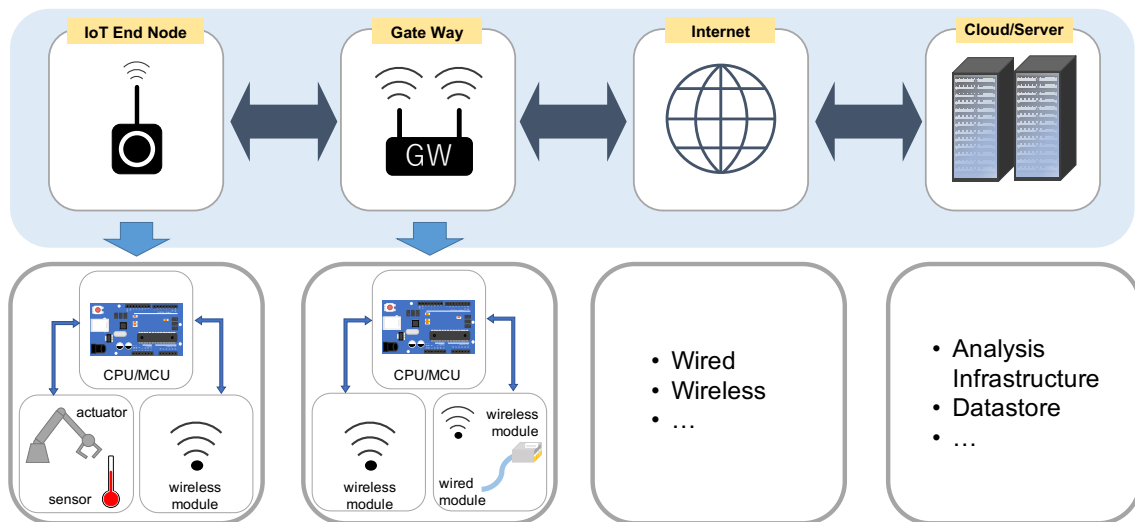 IoT End Node
Gate Way
Internet
Cloud/Server
GW
CPU/MCU
actuator
sensor
wireless
module
CPU/MCU
wireless
module
wireless
module
wired
module
• Wired
• Wireless
• …
• Analysis
Infrastructure
• Datastore
• …